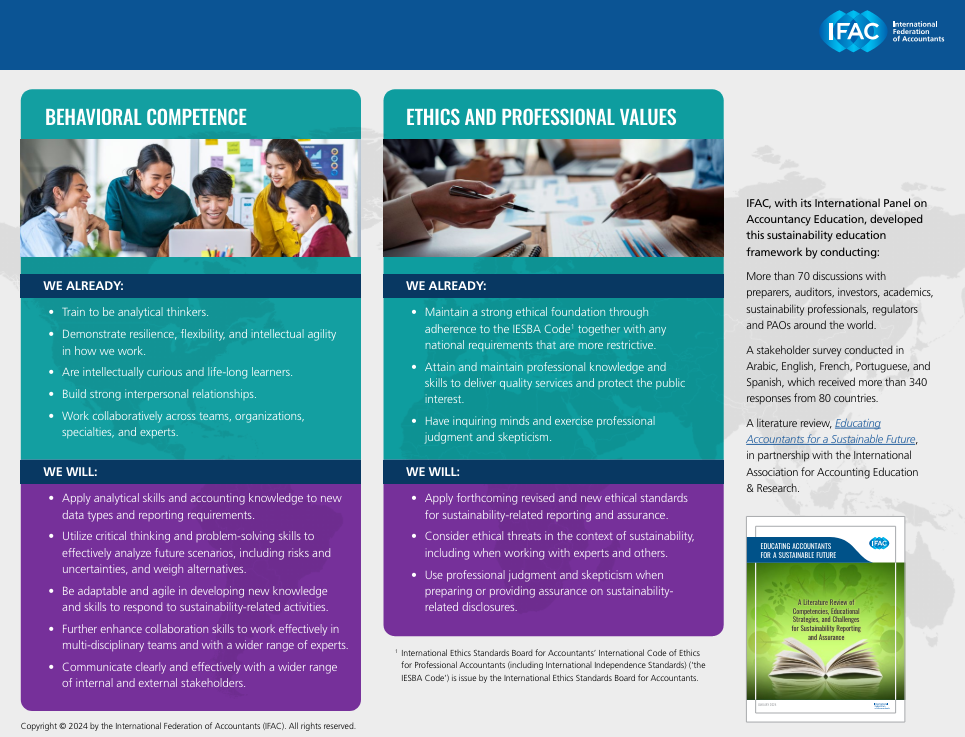 IFAC
International
Federation
of Accountants
BEHAVIORAL COMPETENCE
WE ALREADY:
• Train to be analytical thinkers.
• Demonstrate resilience, flexibility, and intellectual agility
in how we work.
• Are intellectually curious and life-long learners.
• Build strong interpersonal relationships.
• Work collaboratively across teams, organizations,
specialties, and experts.
WE WILL:
• Apply analytical skills and accounting knowledge to new
data types and reporting requirements.
• Utilize critical thinking and problem-solving skills to
effectively analyze future scenarios, including risks and
uncertainties, and weigh alternatives.
• Be adaptable and agile in developing new knowledge
and skills to respond to sustainability-related activities.
• Further enhance collaboration skills to work effectively in
multi-disciplinary teams and with a wider range of experts.
• Communicate clearly and effectively with a wider range
of internal and external stakeholders.
ETHICS AND PROFESSIONAL VALUES
WE ALREADY:
• Maintain a strong ethical foundation through
adherence to the IESBA Code¹ together with any
national requirements that are more restrictive.
• Attain and maintain professional knowledge and
skills to deliver quality services and protect the public
interest.
• Have inquiring minds and exercise professional
judgment and skepticism.
WE WILL:
• Apply forthcoming revised and new ethical standards
for sustainability-related reporting and assurance.
• Consider ethical threats in the context of sustainability,
including when working with experts and others.
• Use professional judgment and skepticism when
preparing or providing assurance on sustainability-
related disclosures.
¹ International Ethics Standards Board for Accountants’ International Code of Ethics
for Professional Accountants (including International Independence Standards) (‘the
IESBA Code’) is issue by the International Ethics Standards Board for Accountants.
IFAC, with its International Panel on
Accountancy Education, developed
this sustainability education
framework by conducting:
More than 70 discussions with
preparers, auditors, investors, academics,
sustainability professionals, regulators
and PAOs around the world.
A stakeholder survey conducted in
Arabic, English, French, Portuguese, and
Spanish, which received more than 340
responses from 80 countries.
A literature review, Educating
Accountants for a Sustainable Future,
in partnership with the International
Association for Accounting Education
& Research.
EDUCATING ACCOUNTANTS
FOR A SUSTAINABLE FUTURE
IFAC
A Literature Review of
Competencies, Educational
Strategies, and Challenges
for Sustainability Reporting
and Assurance
Copyright © 2024 by the International Federation of Accountants (IFAC). All rights reserved.